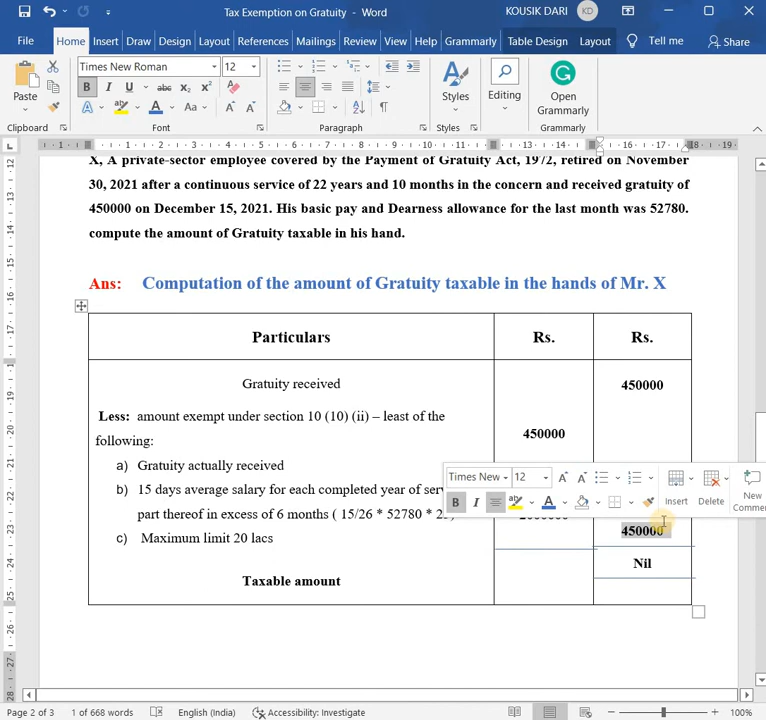 Tax Exemption on Gratuity - Word
KOUSIK DARI
KD
File Home Insert Draw Design Layout References Mailings Review View Help Grammarly Table Design Layout Tell me Share
Times New Roman 12
Paste
B I U abc x₂ x²
A A Aa A A
Styles
Editing
Open
Grammarly
Clipboard Font Paragraph Styles Grammarly
X, A private-sector employee covered by the Payment of Gratuity Act, 1972, retired on November
30, 2021 after a continuous service of 22 years and 10 months in the concern and received gratuity of
450000 on December 15, 2021. His basic pay and Dearness allowance for the last month was 52780.
compute the amount of Gratuity taxable in his hand.
Ans: Computation of the amount of Gratuity taxable in the hands of Mr. X
Particulars Rs. Rs.
Gratuity received 450000
Less: amount exempt under section 10 (10) (ii) – least of the
following: 450000
a) Gratuity actually received
b) 15 days average salary for each completed year of
part thereof in excess of 6 months ( 15/26 * 52780 *
c) Maximum limit 20 lacs 450000
Nil
Taxable amount
Times New 12 A A
B I A
Insert Delete
New
Page 2 of 3 1 of 668 words English (India) Accessibility: Investigate 100%